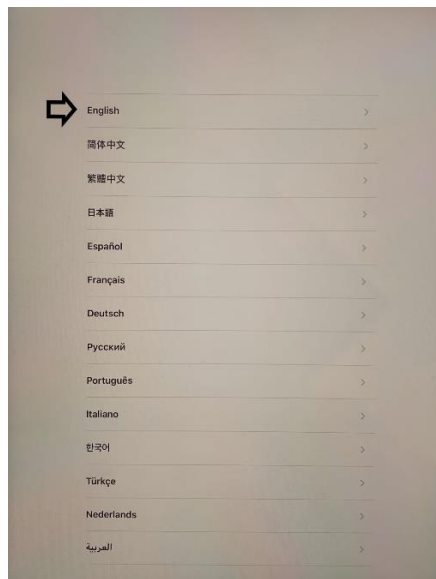 English
简体中文
繁體中文
日本語
Español
Français
Deutsch
Русский
Português
Italiano
한국어
Türkçe
Nederlands
العربية